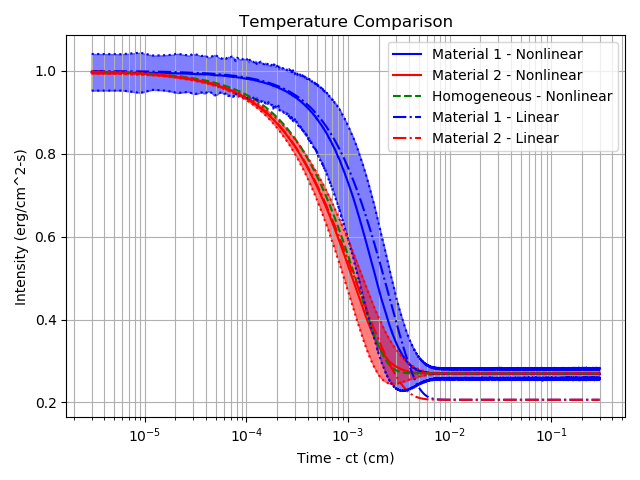 Temperature Comparison
Intensity (erg/cm^2-s)
1.0
0.8
0.6
0.4
0.2
Material 1 - Nonlinear
Material 2 - Nonlinear
Homogeneous - Nonlinear
Material 1 - Linear
Material 2 - Linear
10⁻⁵ 10⁻⁴ 10⁻³ 10⁻² 10⁻¹
Time - ct (cm)